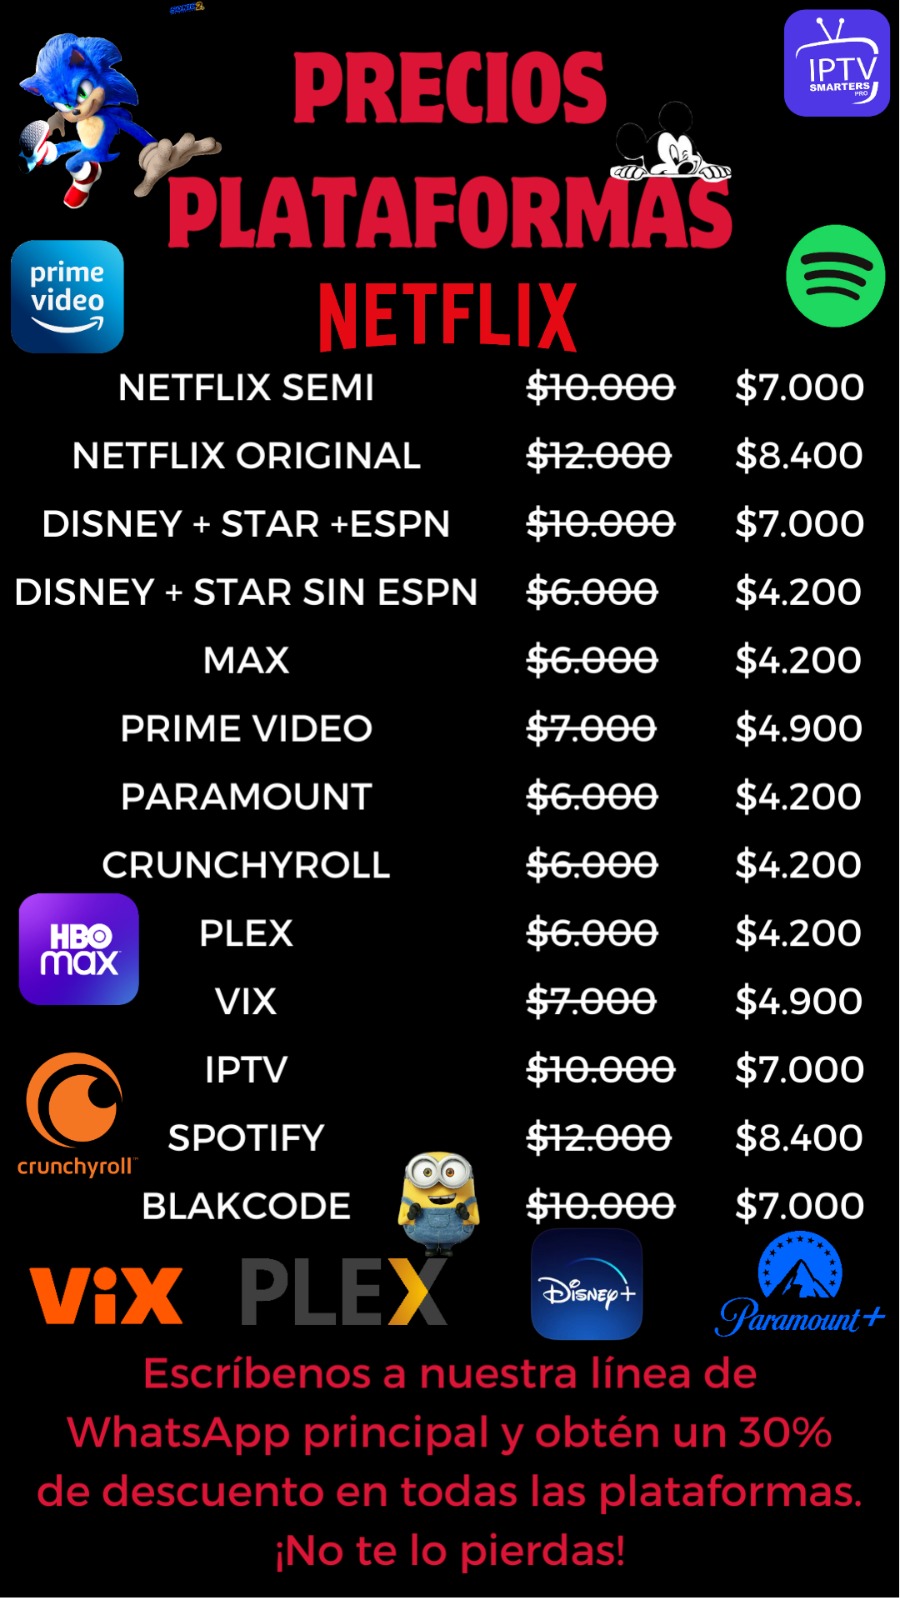 IPTV
SMARTERS
PRO
PRECIOS
PLATAFORMAS
prime
video
NETFLIX
NETFLIX SEMI $10.000 $7.000
NETFLIX ORIGINAL $12.000 $8.400
DISNEY + STAR +ESPN $10.000 $7.000
DISNEY + STAR SIN ESPN $6.000 $4.200
MAX $6.000 $4.200
PRIME VIDEO $7.000 $4.900
PARAMOUNT $6.000 $4.200
CRUNCHYROLL $6.000 $4.200
HBO
max
PLEX $6.000 $4.200
VIX $7.000 $4.900
IPTV $10.000 $7.000
crunchyroll
SPOTIFY $12.000 $8.400
BLAKCODE $10.000 $7.000
ViX PLEX Disney+ Paramount+
Escríbenos a nuestra línea de
WhatsApp principal y obtén un 30%
de descuento en todas las plataformas.
¡No te lo pierdas!